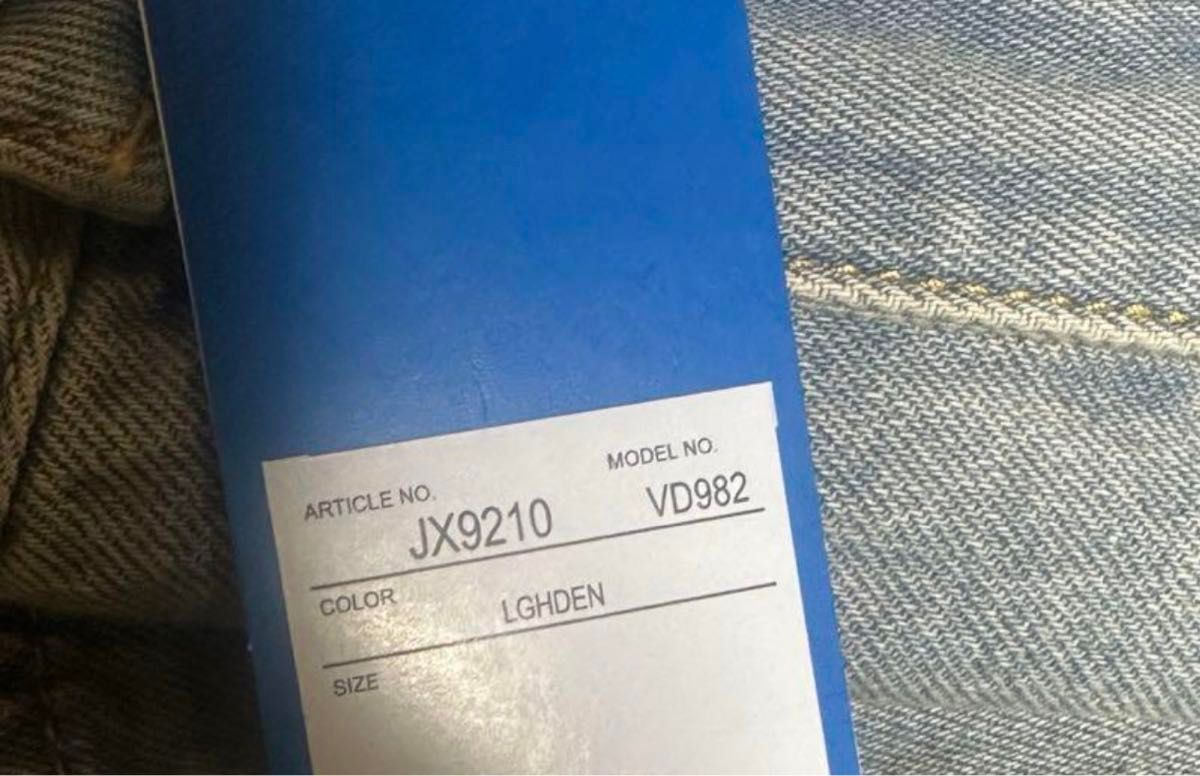 ARTICLE NO. MODEL NO.
JX9210 VD982
COLOR LGHDEN
SIZE